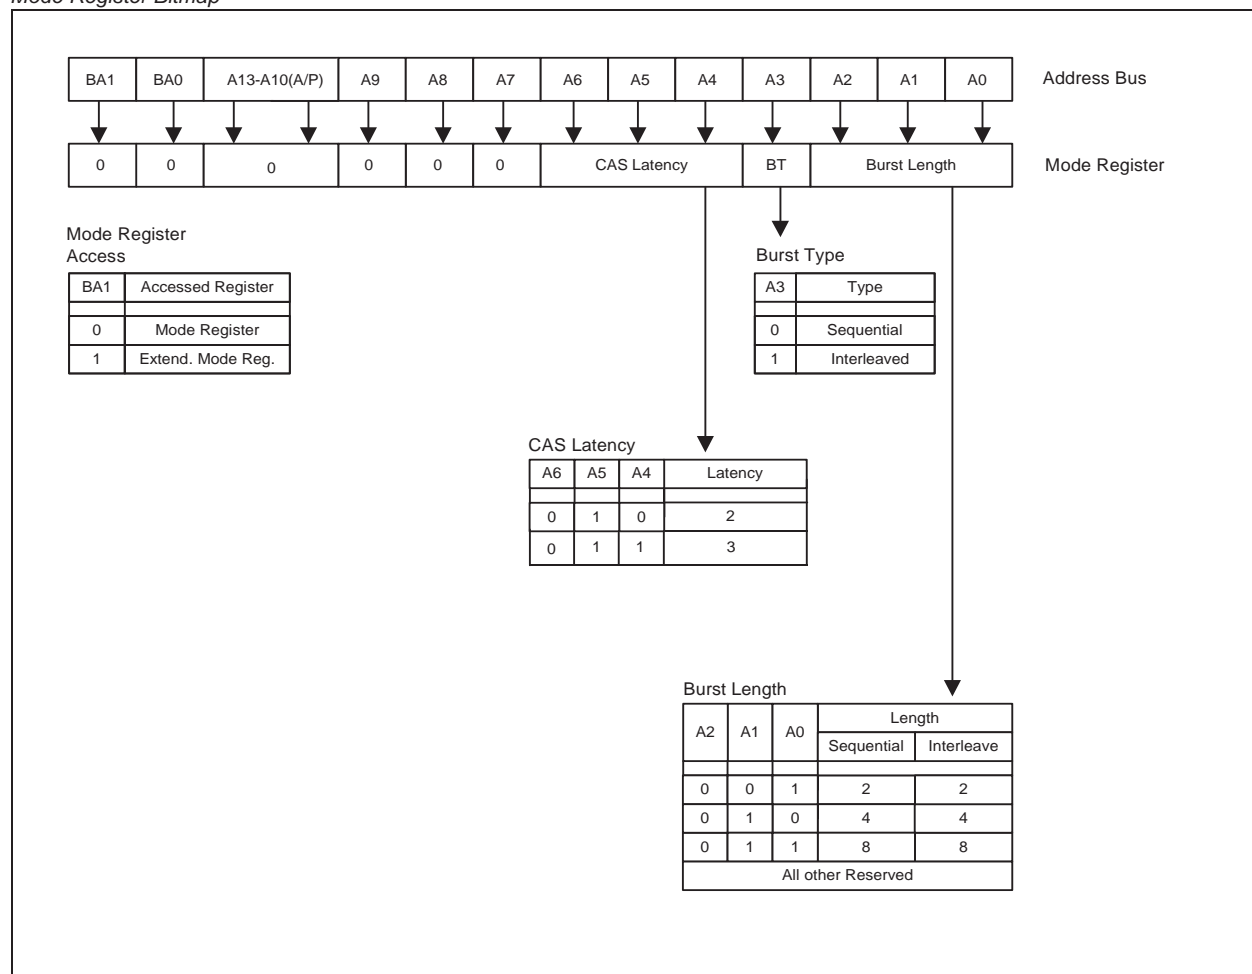 Mode Register Bitmap
BA1 BA0 A13-A10(A/P) A9 A8 A7 A6 A5 A4 A3 A2 A1 A0 Address Bus
0 0 0 0 0 0 CAS Latency BT Burst Length Mode Register
Mode Register
Access
BA1 Accessed Register
0 Mode Register
1 Extend. Mode Reg.
Burst Type
A3 Type
0 Sequential
1 Interleaved
CAS Latency
A6 A5 A4 Latency
0 1 0 2
0 1 1 3
Burst Length
A2 A1 A0 Length
Sequential Interleave
0 0 1 2 2
0 1 0 4 4
0 1 1 8 8
All other Reserved